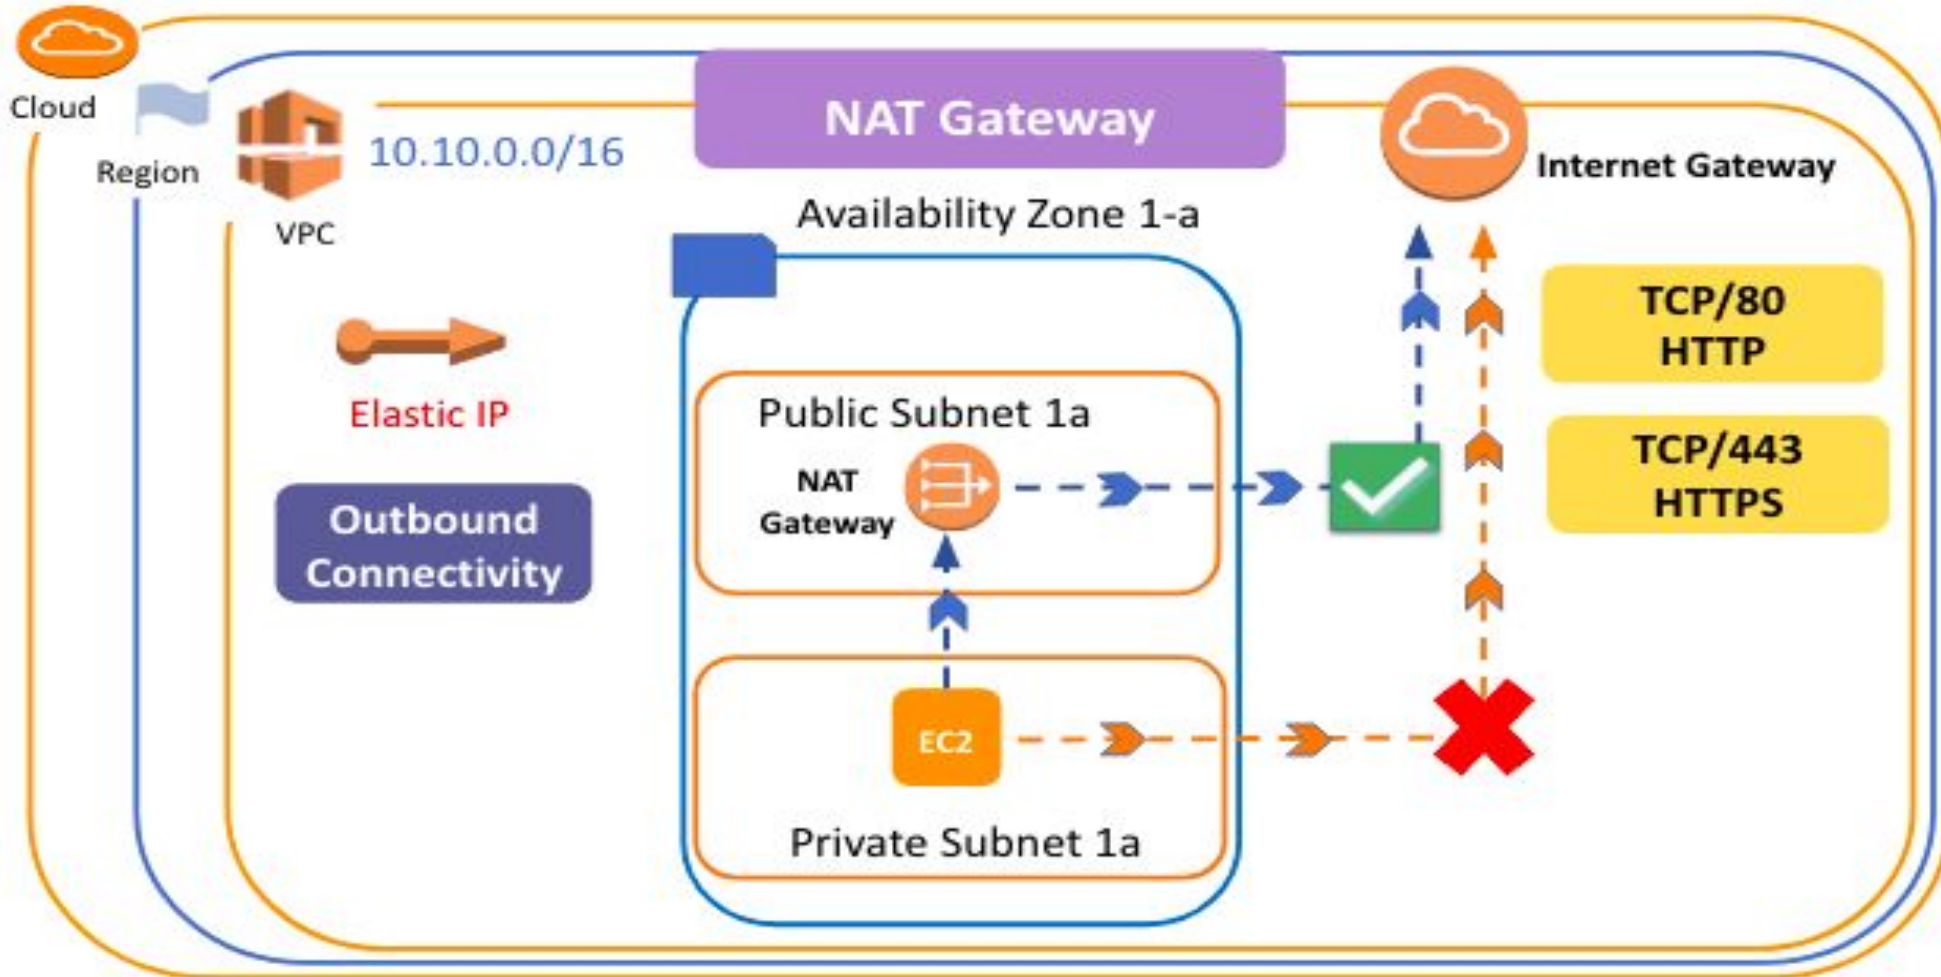 Cloud
Region
VPC
10.10.0.0/16
NAT Gateway
Internet Gateway
Availability Zone 1-a
TCP/80
HTTP
TCP/443
HTTPS
Elastic IP
Outbound
Connectivity
Public Subnet 1a
NAT
Gateway
EC2
Private Subnet 1a